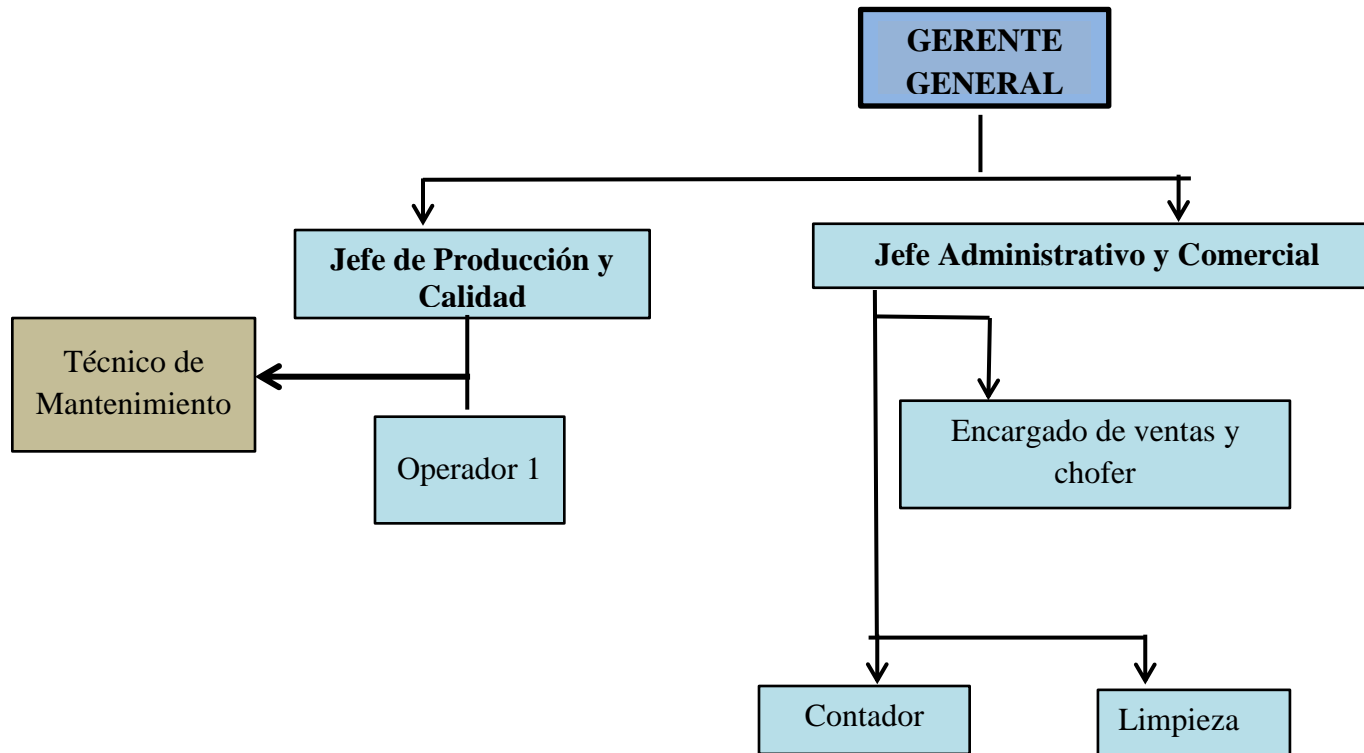 GERENTE
GENERAL
Jefe de Producción y
Calidad
Jefe Administrativo y Comercial
Técnico de
Mantenimiento
Operador 1
Encargado de ventas y
chofer
Contador
Limpieza